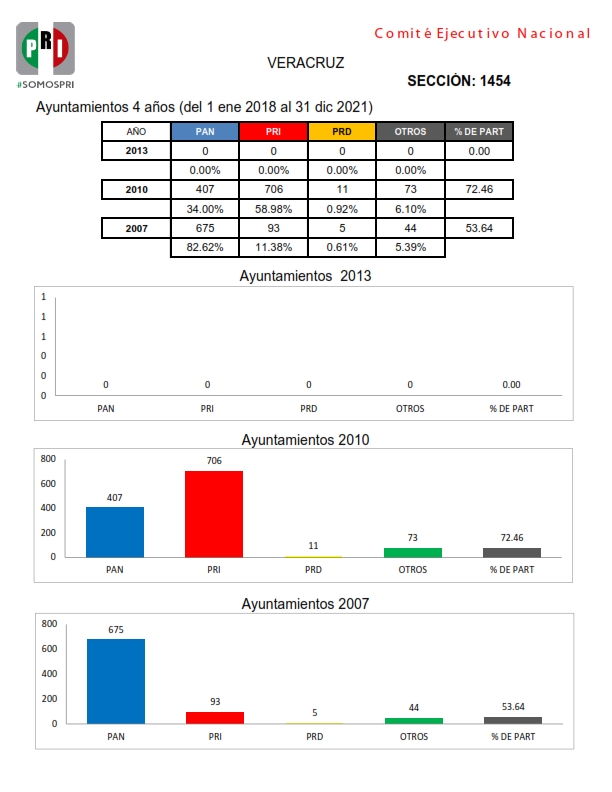 Comité Ejecutivo Nacional
PRI
#SOMOSPRI
VERACRUZ
SECCIÓN: 1454
Ayuntamientos 4 años (del 1 ene 2018 al 31 dic 2021)
AÑO PAN PRI PRD OTROS % DE PART
2013 0 0 0 0 0.00
0.00% 0.00% 0.00% 0.00%
2010 407 706 11 73 72.46
34.00% 58.98% 0.92% 6.10%
2007 675 93 5 44 53.64
82.62% 11.38% 0.61% 5.39%
Ayuntamientos 2013
1
1
1
0
0
0
0 0 0 0 0.00
PAN PRI PRD OTROS % DE PART
Ayuntamientos 2010
800
600
400
200
0
407 706 11 73 72.46
PAN PRI PRD OTROS % DE PART
Ayuntamientos 2007
800
600
400
200
0
675 93 5 44 53.64
PAN PRI PRD OTROS % DE PART